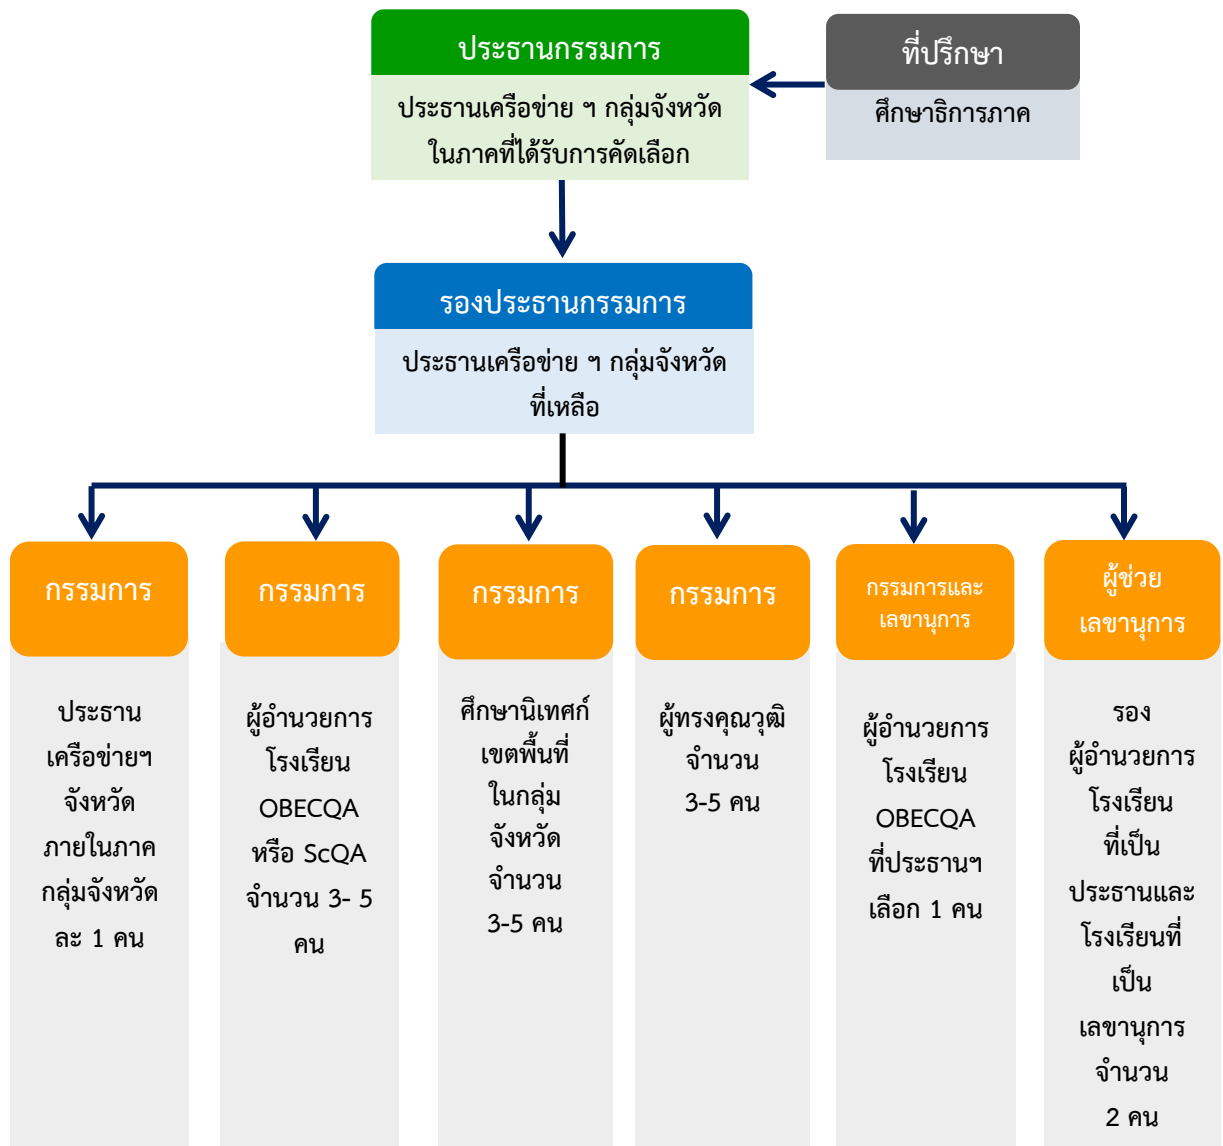 ประธานกรรมการ
ประธานเครือข่าย ฯ กลุ่มจังหวัด
ในภาคที่ได้รับการคัดเลือก
ที่ปรึกษา
ศึกษาธิการภาค
รองประธานกรรมการ
ประธานเครือข่าย ฯ กลุ่มจังหวัด
ที่เหลือ
กรรมการ
ประธาน
เครือข่ายฯ
จังหวัด
ภายในภาค
กลุ่มจังหวัด
ละ 1 คน
กรรมการ
ผู้อำนวยการ
โรงเรียน
OBECQA
หรือ ScQA
จำนวน 3- 5
คน
กรรมการ
ศึกษานิเทศก์
เขตพื้นที่
ในกลุ่ม
จังหวัด
จำนวน
3-5 คน
กรรมการ
ผู้ทรงคุณวุฒิ
จำนวน
3-5 คน
กรรมการและ
เลขานุการ
ผู้อำนวยการ
โรงเรียน
OBECQA
ที่ประธานฯ
เลือก 1 คน
ผู้ช่วย
เลขานุการ
รอง
ผู้อำนวยการ
โรงเรียน
ที่เป็น
ประธานและ
โรงเรียนที่
เป็น
เลขานุการ
จำนวน
2 คน